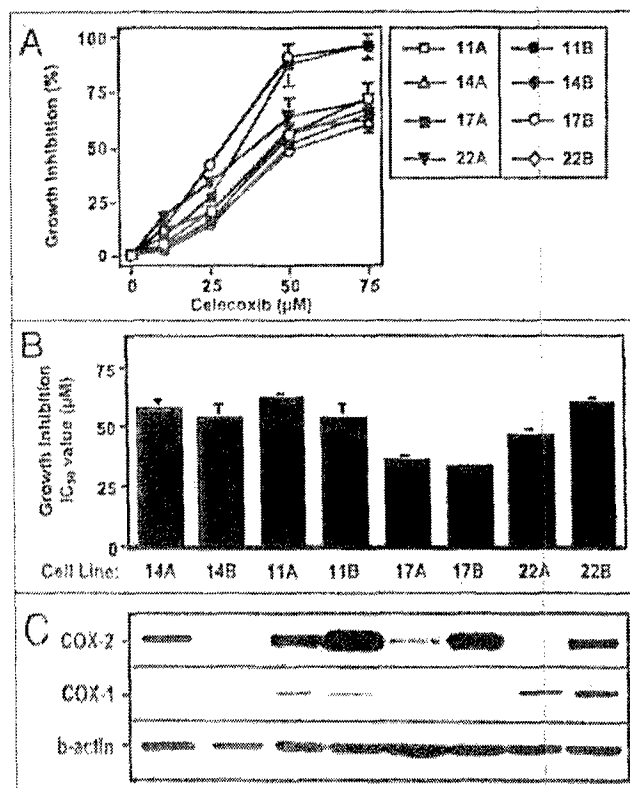 A
Growth Inhibition (%)
100
75
50
25
0
0 25 50 75
Celecoxib (µM)
11A 11B
14A 14B
17A 17B
22A 22B
B
Growth Inhibition
IC50 value (µM)
75
50
25
0
Cell Line: 14A 14B 11A 11B 17A 17B 22A 22B
C
COX-2
COX-1
b-actin